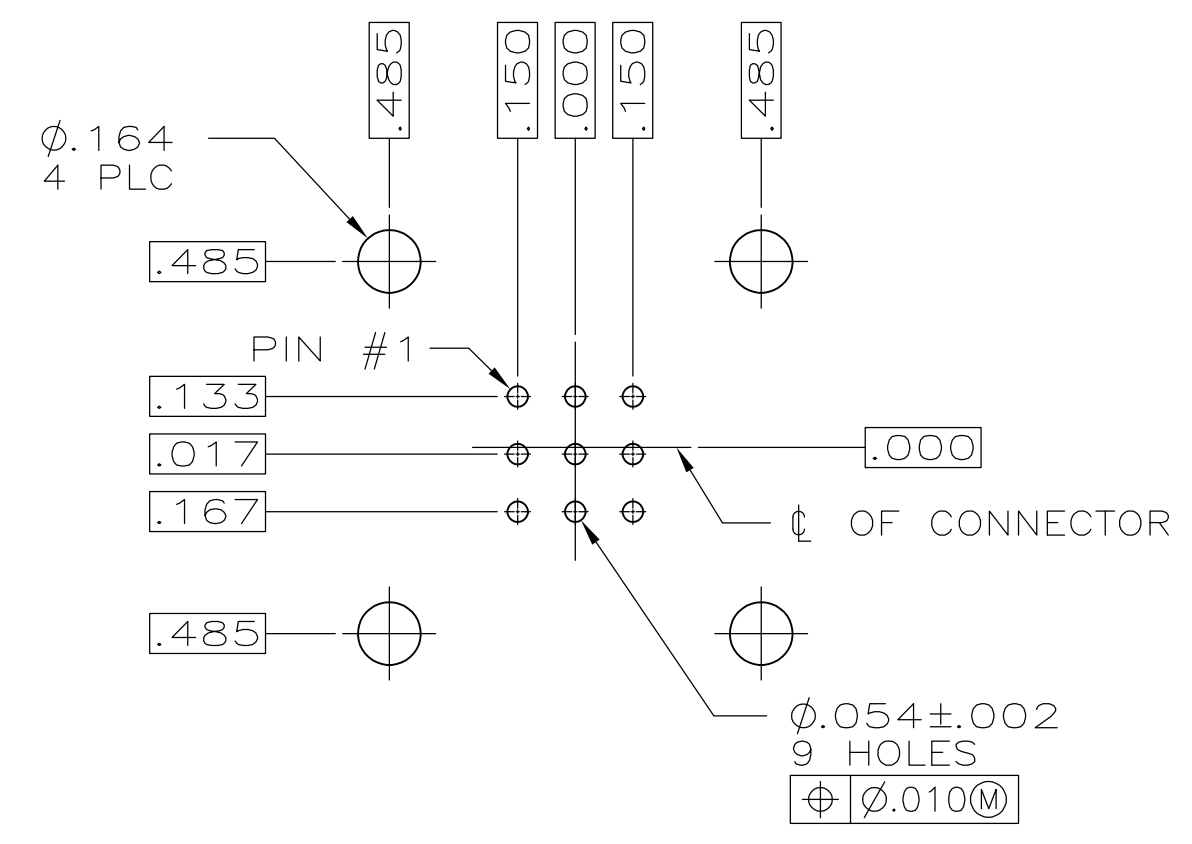 .485
.150
.000
.150
.485
Ø.164
4 PLC
.485
PIN #1
.133
.017
.000
.167
℄ OF CONNECTOR
.485
Ø.054±.002
9 HOLES
⌖ Ø.010Ⓜ